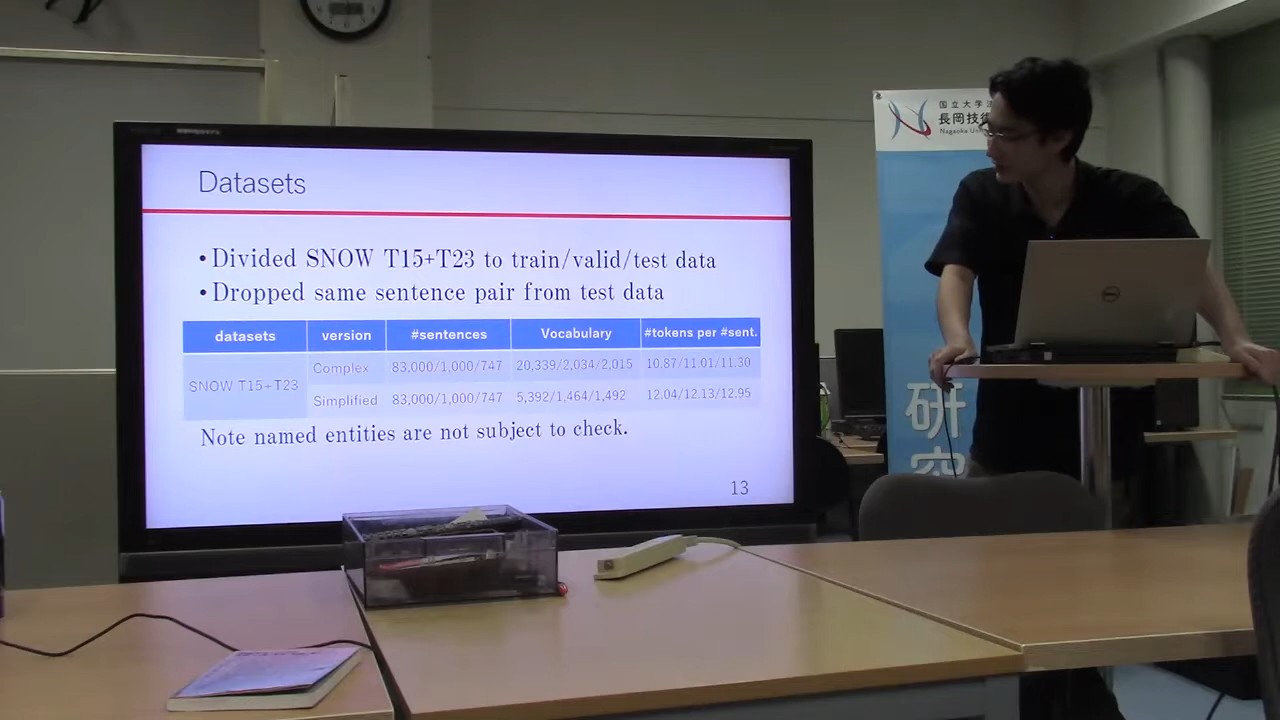 Datasets
• Divided SNOW T15+T23 to train/valid/test data
• Dropped same sentence pair from test data
datasets version #sentences Vocabulary #tokens per #sent.
SNOW T15+T23 Complex 83,000/1,000/747 20,339/2,034/2,015 10.87/11.01/11.30
Simplified 83,000/1,000/747 5,392/1,464/1,492 12.04/12.13/12.95
Note named entities are not subject to check.
13
国立大学法
長岡技術
Nagaoka Uni
研究
DELL